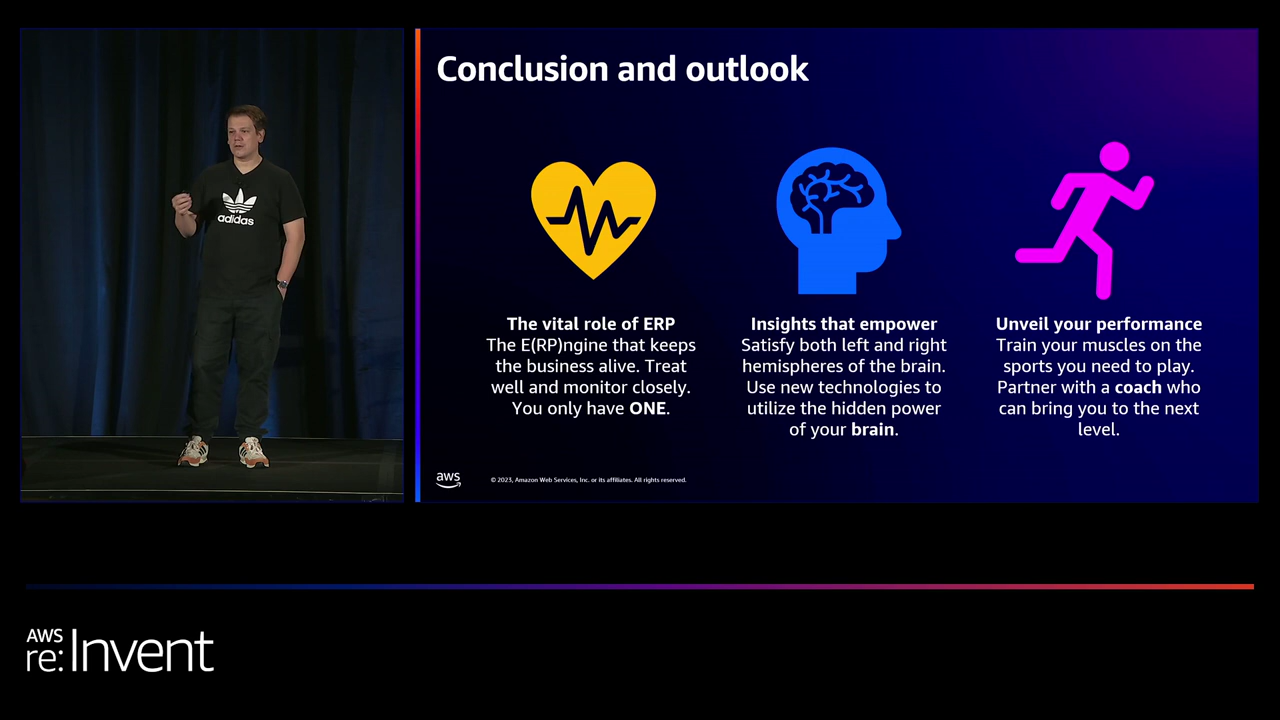 Conclusion and outlook
The vital role of ERP
The E(RP)ngine that keeps
the business alive. Treat
well and monitor closely.
You only have ONE.
Insights that empower
Satisfy both left and right
hemispheres of the brain.
Use new technologies to
utilize the hidden power
of your brain.
Unveil your performance
Train your muscles on the
sports you need to play.
Partner with a coach who
can bring you to the next
level.
adidas
aws
© 2023, Amazon Web Services, Inc. or its affiliates. All rights reserved.
AWS
re:Invent